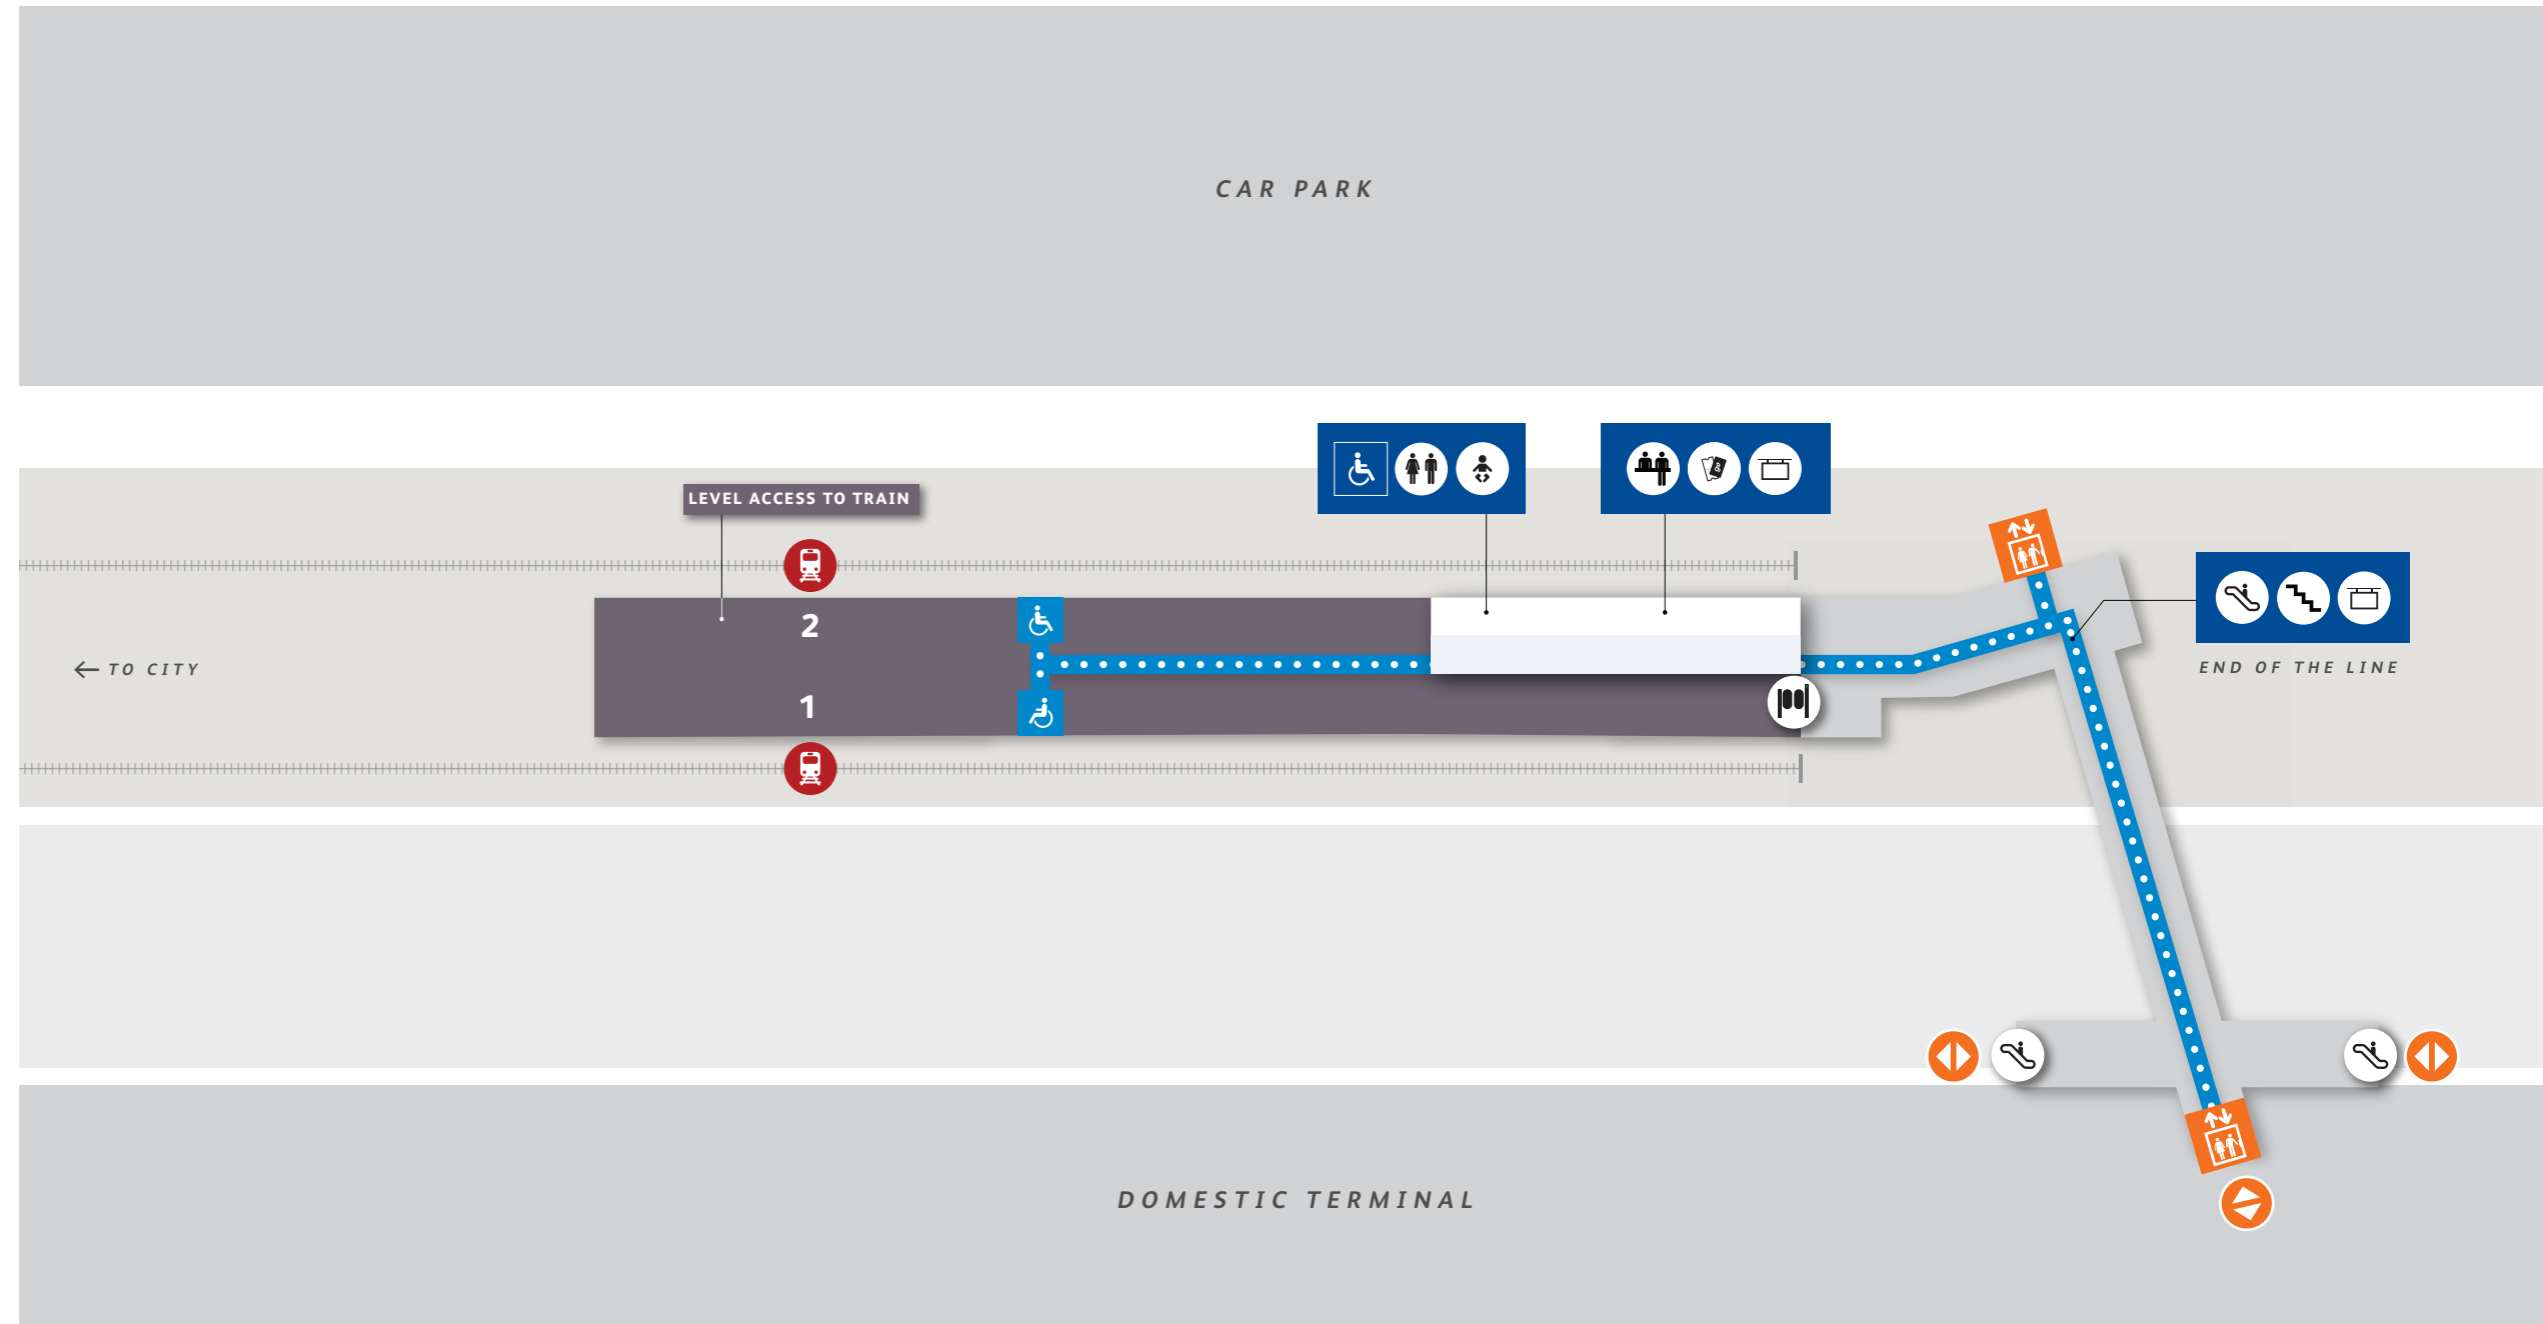 CAR PARK
LEVEL ACCESS TO TRAIN
2
← TO CITY
1
END OF THE LINE
DOMESTIC TERMINAL